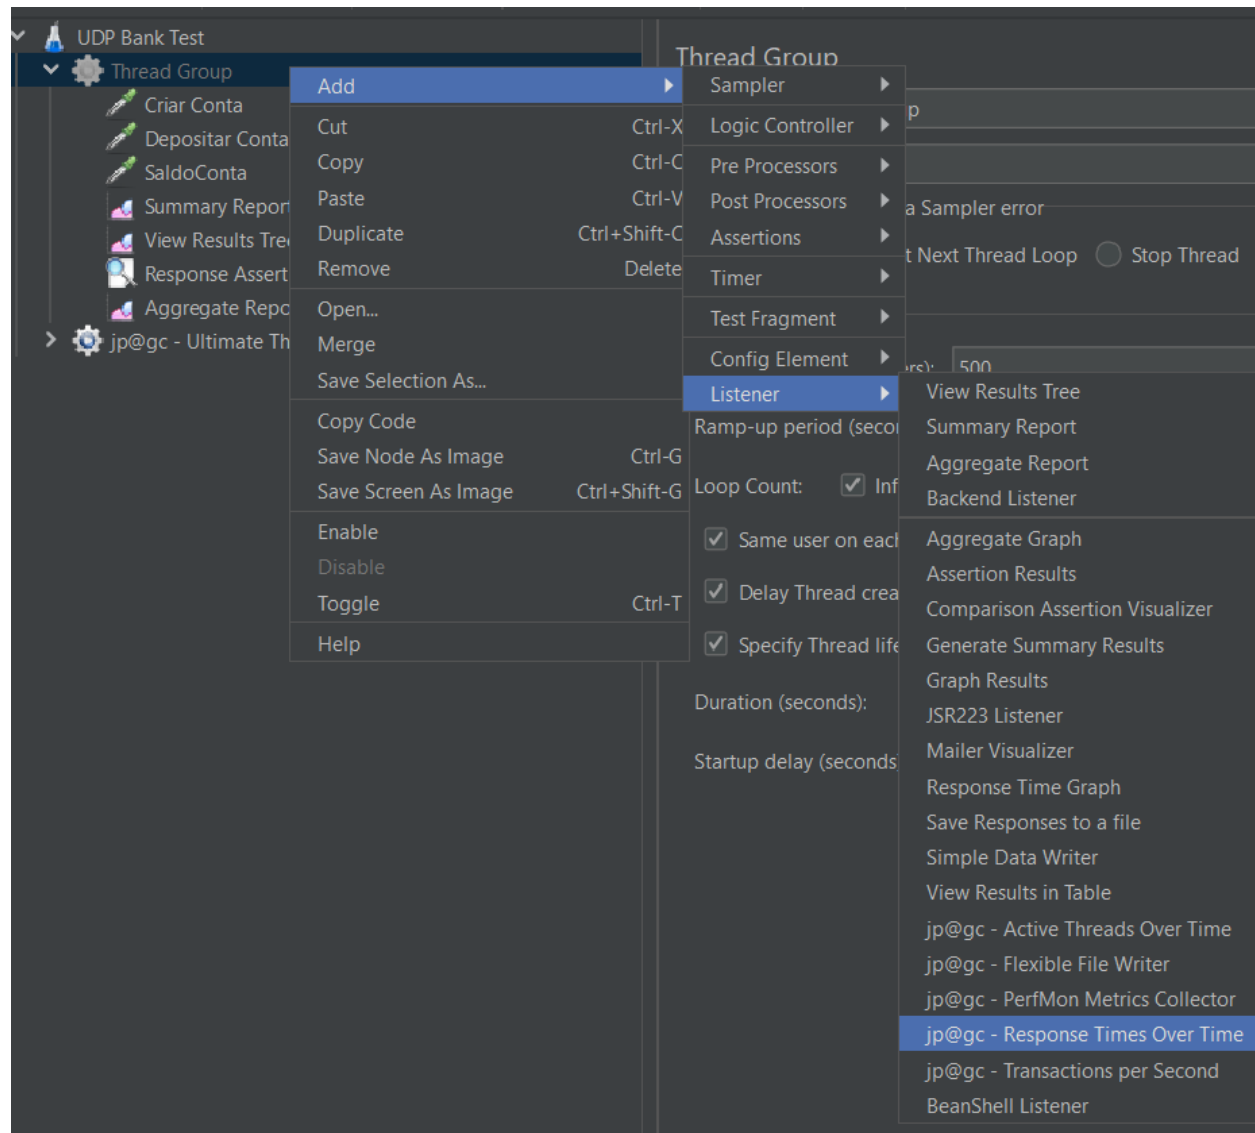 UDP Bank Test
Thread Group
Criar Conta
Depositar Conta
SaldoConta
Summary Report
View Results Tre
Response Assert
Aggregate Repo
jp@gc - Ultimate Th
Add
Cut Ctrl-X
Copy Ctrl-C
Paste Ctrl-V
Duplicate Ctrl+Shift-C
Remove Delete
Open...
Merge
Save Selection As...
Copy Code
Save Node As Image Ctrl-G
Save Screen As Image Ctrl+Shift-G
Enable
Disable
Toggle Ctrl-T
Help
Thread Group
Sampler
Logic Controller
Pre Processors
Post Processors
Assertions
Timer
Test Fragment
Config Element
Listener
p
a Sampler error
t Next Thread Loop Stop Thread
rs): 500
Ramp-up period (secon
Loop Count: Inf
Same user on each
Delay Thread crea
Specify Thread life
Duration (seconds):
Startup delay (seconds)
View Results Tree
Summary Report
Aggregate Report
Backend Listener
Aggregate Graph
Assertion Results
Comparison Assertion Visualizer
Generate Summary Results
Graph Results
JSR223 Listener
Mailer Visualizer
Response Time Graph
Save Responses to a file
Simple Data Writer
View Results in Table
jp@gc - Active Threads Over Time
jp@gc - Flexible File Writer
jp@gc - PerfMon Metrics Collector
jp@gc - Response Times Over Time
jp@gc - Transactions per Second
BeanShell Listener